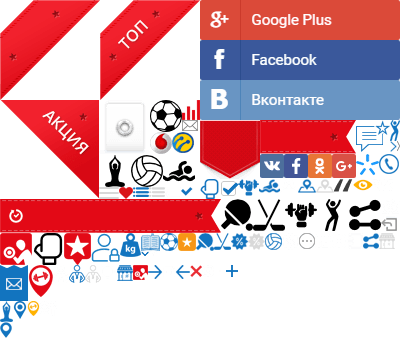 ТОП
g+ Google Plus
f Facebook
B Вконтакте
АКЦИЯ
kg